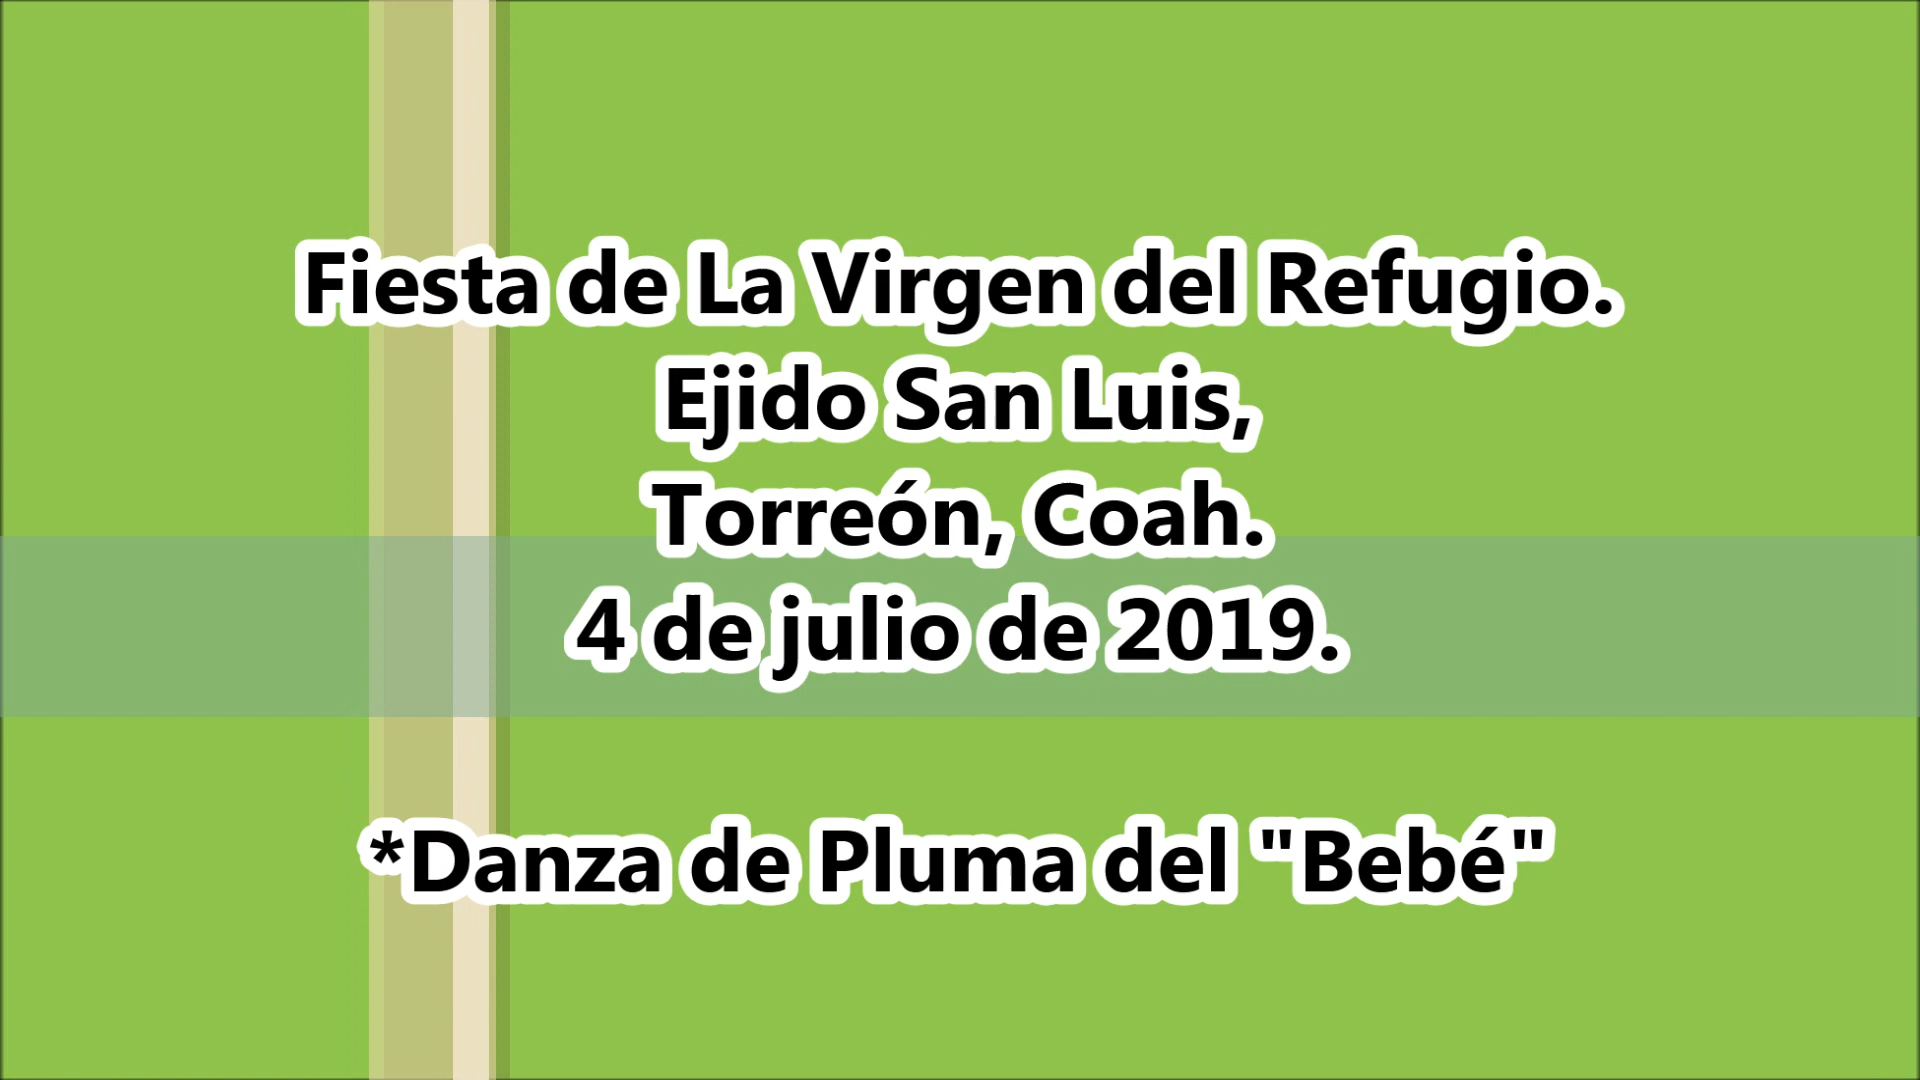 Fiesta de La Virgen del Refugio.
Ejido San Luis,
Torreón, Coah.
4 de julio de 2019.
*Danza de Pluma del "Bebé"